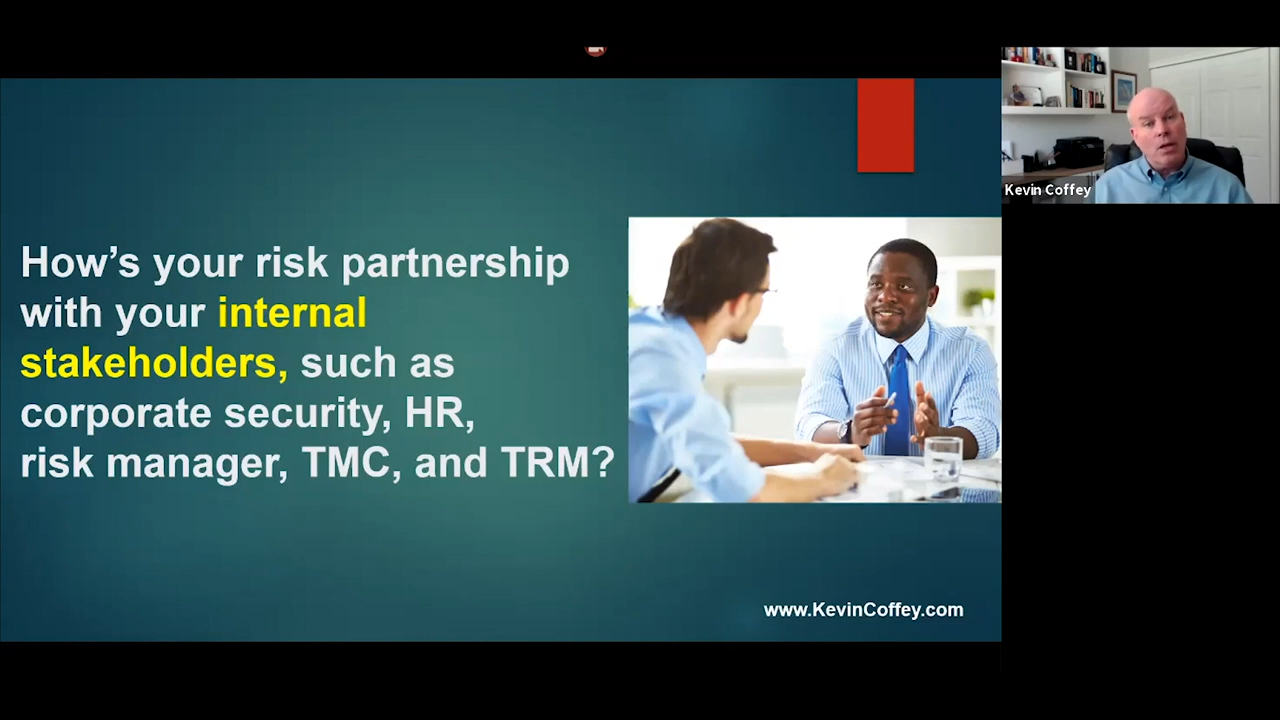 How's your risk partnership
with your internal
stakeholders, such as
corporate security, HR,
risk manager, TMC, and TRM?
www.KevinCoffey.com
Kevin Coffey